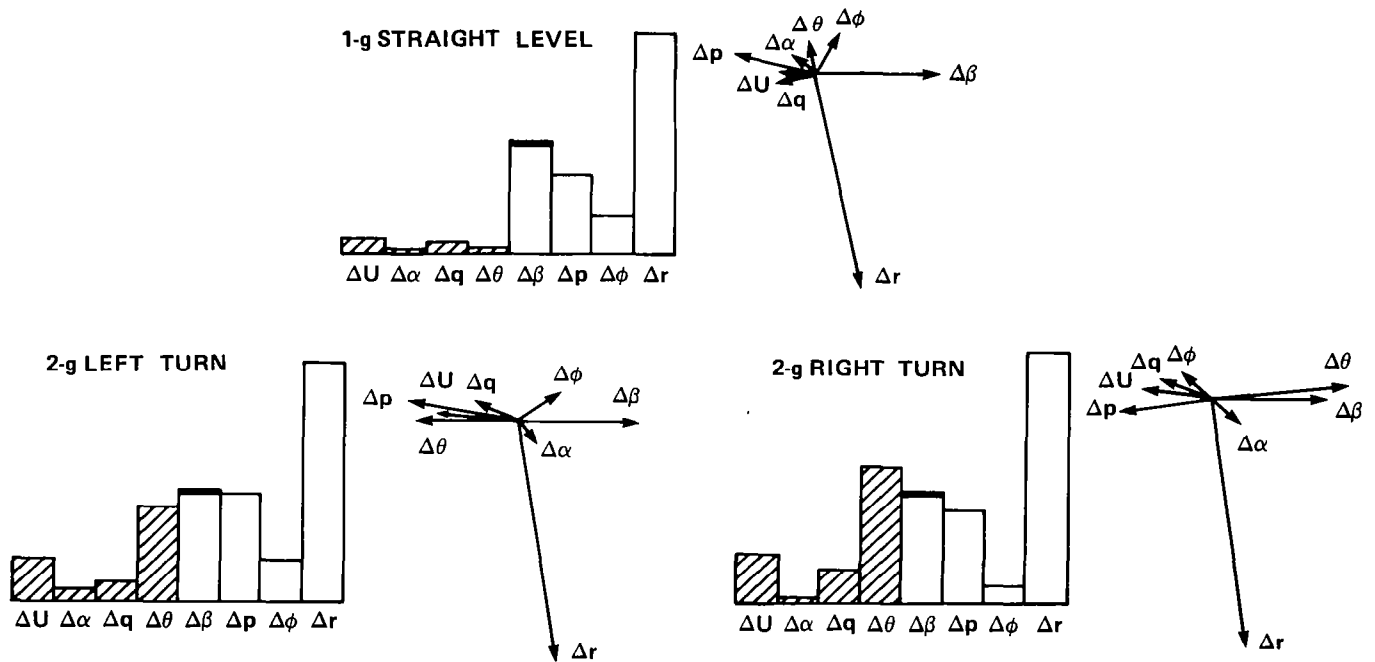 1-g STRAIGHT LEVEL
ΔU Δα Δq Δθ Δβ Δp Δϕ Δr
Δθ Δϕ
Δα
Δp
Δβ
ΔU
Δq
Δr
2-g LEFT TURN
ΔU Δα Δq Δθ Δβ Δp Δϕ Δr
ΔU Δq Δϕ
Δp Δβ
Δθ Δα
Δr
2-g RIGHT TURN
ΔU Δα Δq Δθ Δβ Δp Δϕ Δr
Δq Δϕ Δθ
ΔU
Δp Δβ
Δα
Δr